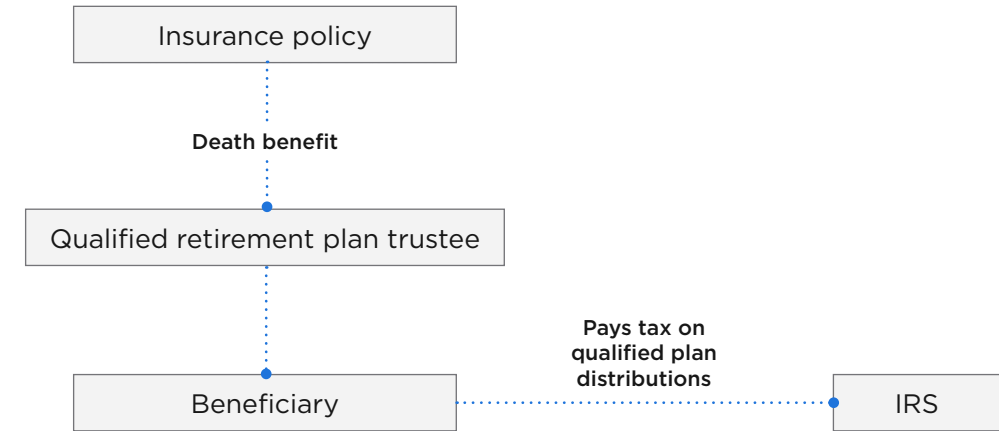 Insurance policy
Death benefit
Qualified retirement plan trustee
Pays tax on
qualified plan
distributions
Beneficiary
IRS